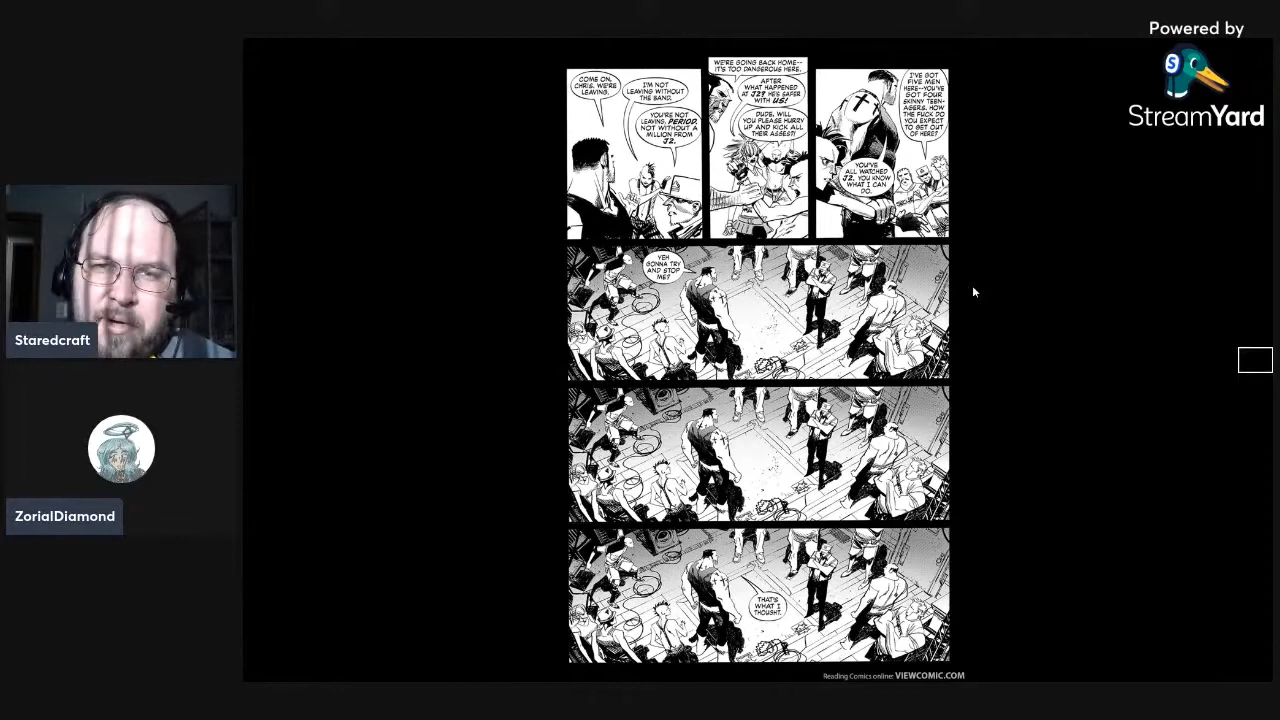 Powered by
StreamYard
Staredcraft
ZorialDiamond
COME ON,
CHRIS. WE'RE
LEAVING.
I'M NOT
LEAVING WITHOUT
THE BAND.
YOU'RE NOT
LEAVING, PERIOD.
NOT WITHOUT A
MILLION FROM
J2.
WE'RE GOING BACK HOME--
IT'S TOO DANGEROUS HERE.
AFTER
WHAT HAPPENED
AT J2? HE'S SAFER
WITH US!
DUDE, WILL
YOU PLEASE HURRY
UP AND KICK ALL
THEIR ASSES?!
I'VE GOT
FIVE MEN
HERE--YOU'VE
GOT FOUR
SKINNY TEEN-
AGERS. HOW
THE FUCK DO
YOU EXPECT
TO GET OUT
OF HERE?
YOU'VE
ALL WATCHED
J2. YOU KNOW
WHAT I CAN
DO.
YEH
GONNA TRY
AND STOP
ME?
THAT'S
WHAT I
THOUGHT.
Reading Comics online: VIEWCOMIC.COM